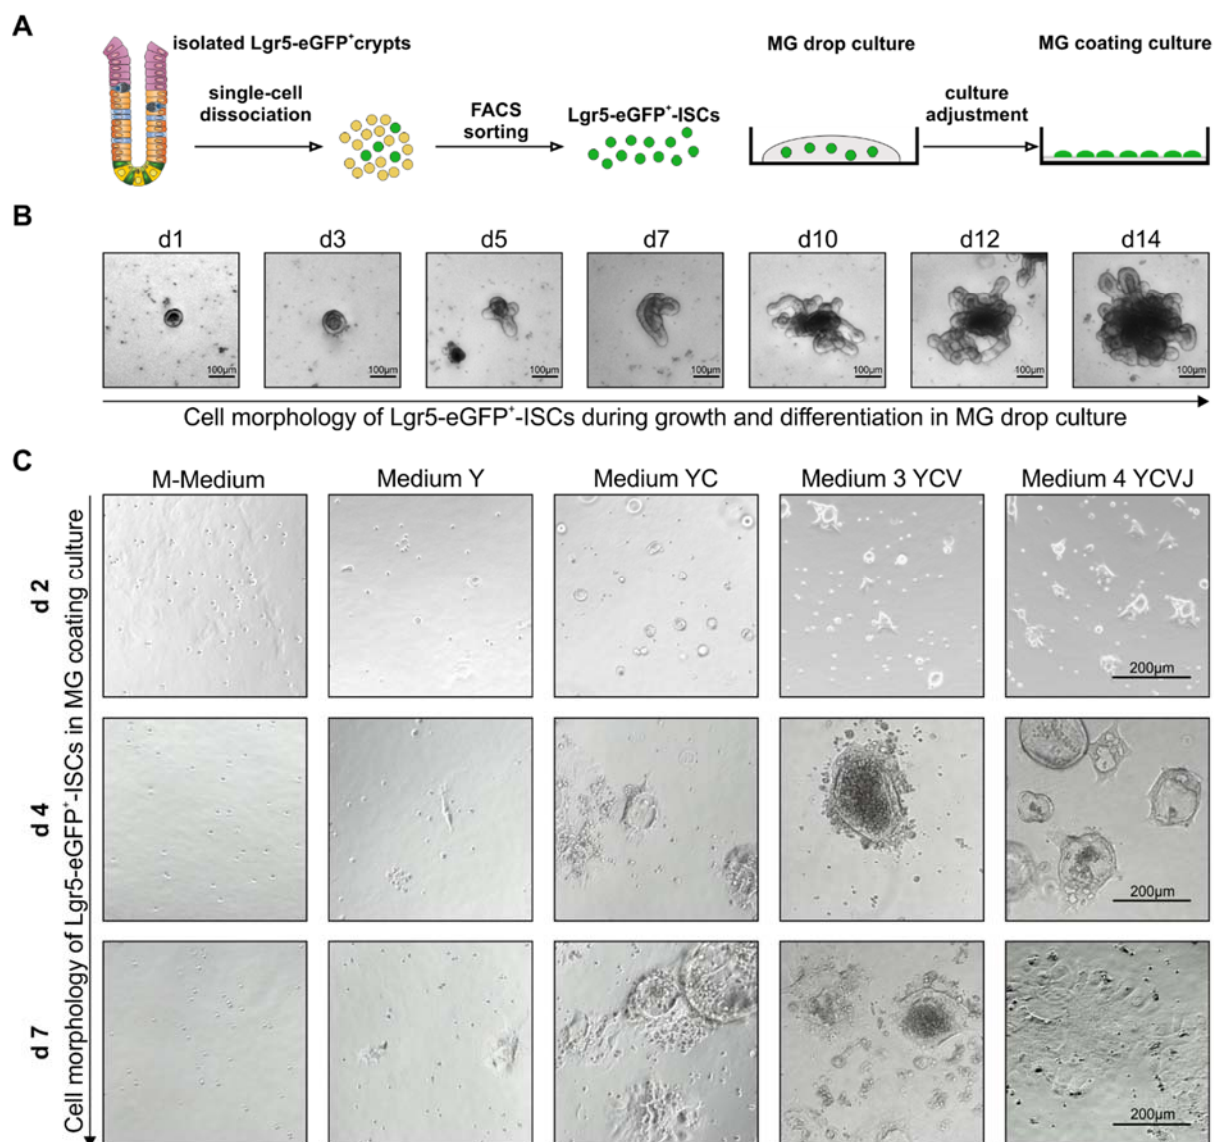 A
isolated Lgr5-eGFP⁺crypts
single-cell
dissociation
FACS
sorting
Lgr5-eGFP⁺-ISCs
MG drop culture
culture
adjustment
MG coating culture
B
d1 d3 d5 d7 d10 d12 d14
100µm 100µm 100µm 100µm 100µm 100µm 100µm
Cell morphology of Lgr5-eGFP⁺-ISCs during growth and differentiation in MG drop culture
C
M-Medium Medium Y Medium YC Medium 3 YCV Medium 4 YCVJ
Cell morphology of Lgr5-eGFP⁺-ISCs in MG coating culture
d 2
200µm
d 4
200µm
d 7
200µm